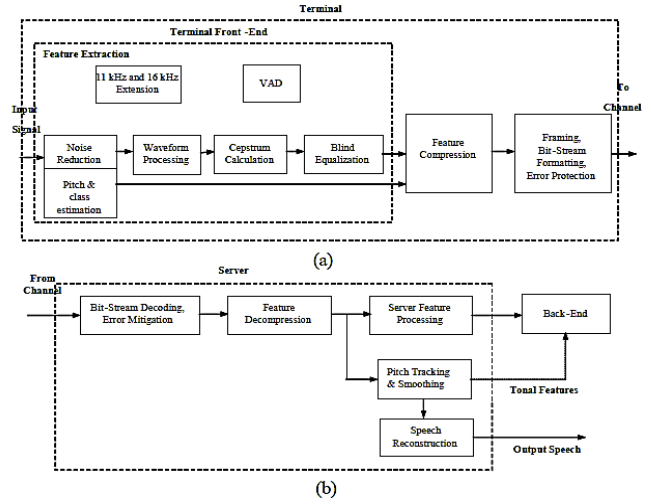 Terminal
Terminal Front -End
Feature Extraction
11 kHz and 16 kHz
Extension
VAD
To
Channel
Input
Signal
Noise
Reduction
Waveform
Processing
Cepstrum
Calculation
Blind
Equalization
Feature
Compression
Framing,
Bit-Stream
Formatting,
Error Protection
Pitch &
class
estimation
(a)
Server
From
Channel
Bit-Stream Decoding,
Error Mitigation
Feature
Decompression
Server Feature
Processing
Back-End
Pitch Tracking
& Smoothing
Tonal Features
Speech
Reconstruction
Output Speech
(b)